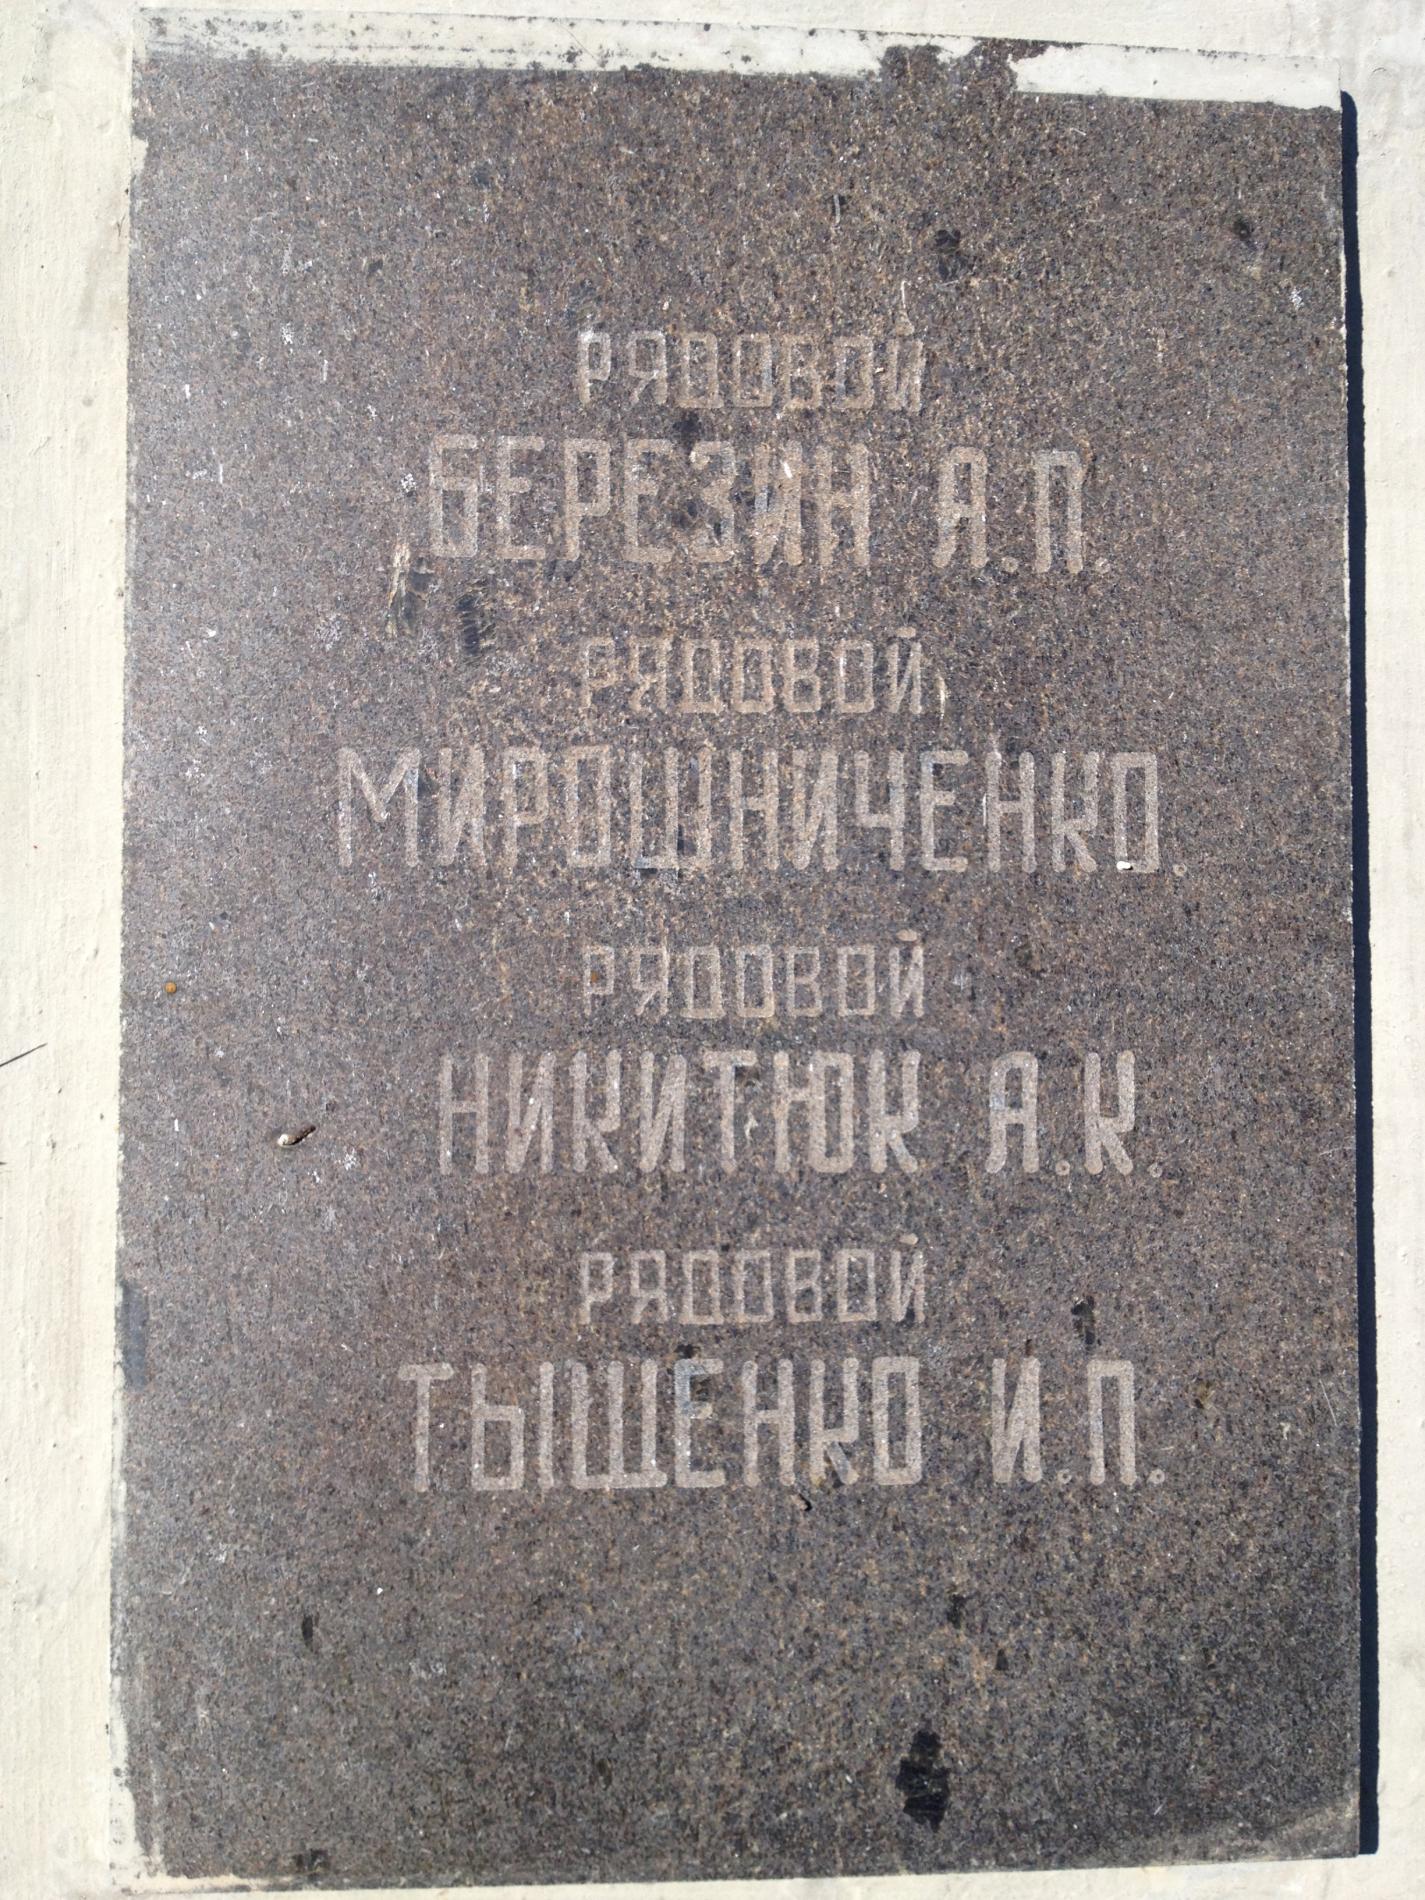 РЯДОВОЙ
БЕРЕЗИН Я.П.
РЯДОВОЙ
МИРОШНИЧЕНКО.
РЯДОВОЙ
НИКИТЮК А.К.
РЯДОВОЙ
ТЫЩЕНКО И.П.